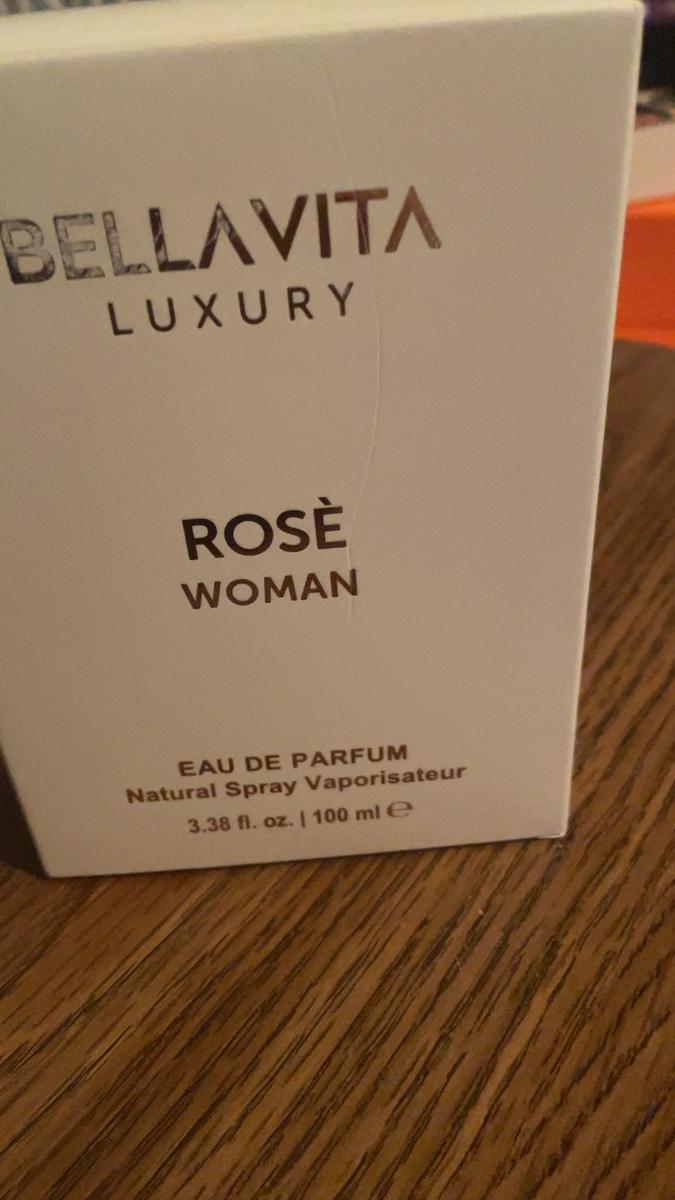 BELLAVITA
LUXURY
ROSÈ
WOMAN
EAU DE PARFUM
Natural Spray Vaporisateur
3.38 fl. oz. | 100 ml ℮